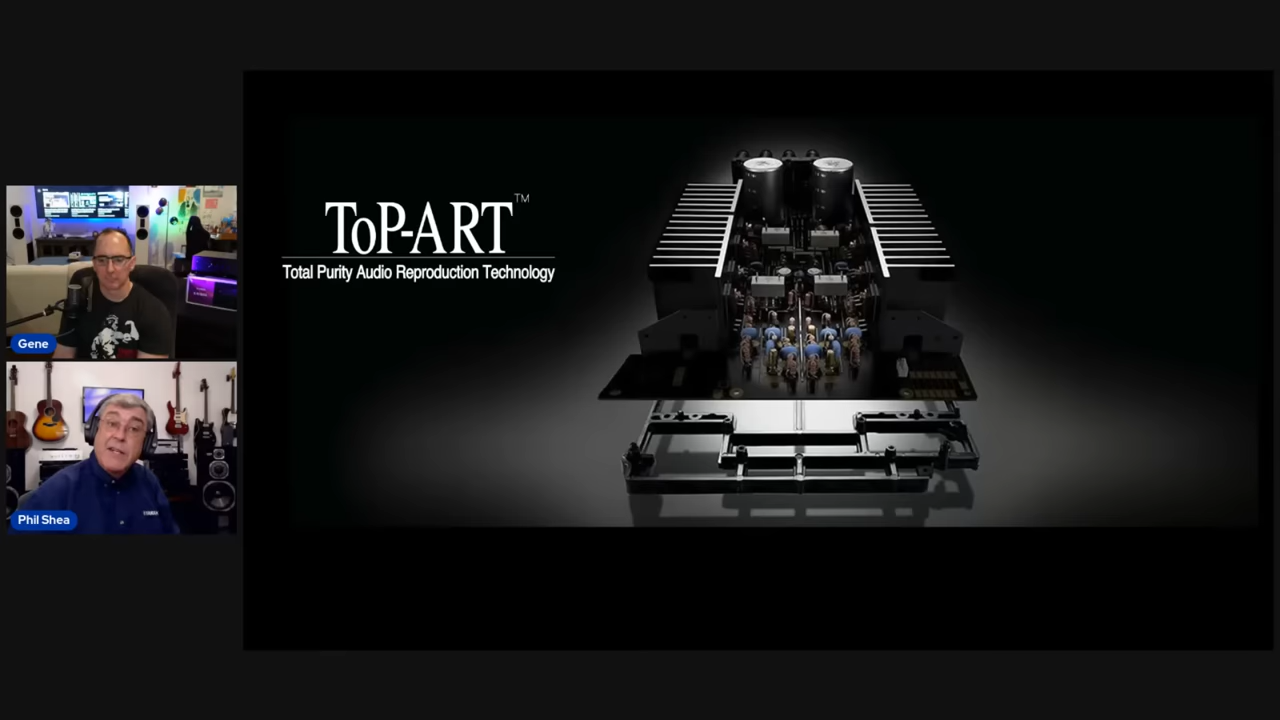 ToP-ART™
Total Purity Audio Reproduction Technology
Gene
Phil Shea